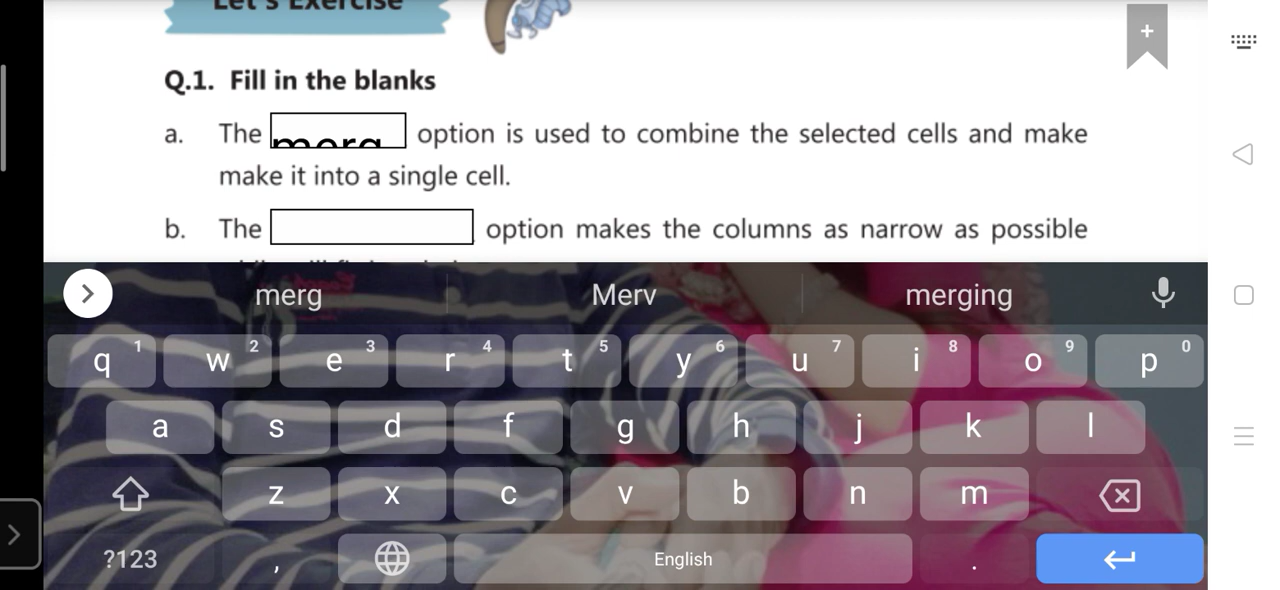 Let's Exercise
+
Q.1. Fill in the blanks
a. The merg option is used to combine the selected cells and make
make it into a single cell.
b. The option makes the columns as narrow as possible
merg Merv merging
q 1 w 2 e 3 r 4 t 5 y 6 u 7 i 8 o 9 p 0
a s d f g h j k l
z x c v b n m
?123 , English .